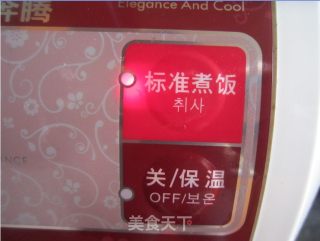 Elegance And Cool
奔腾
标准煮饭
취사
关/保温
OFF/보온
美食天下